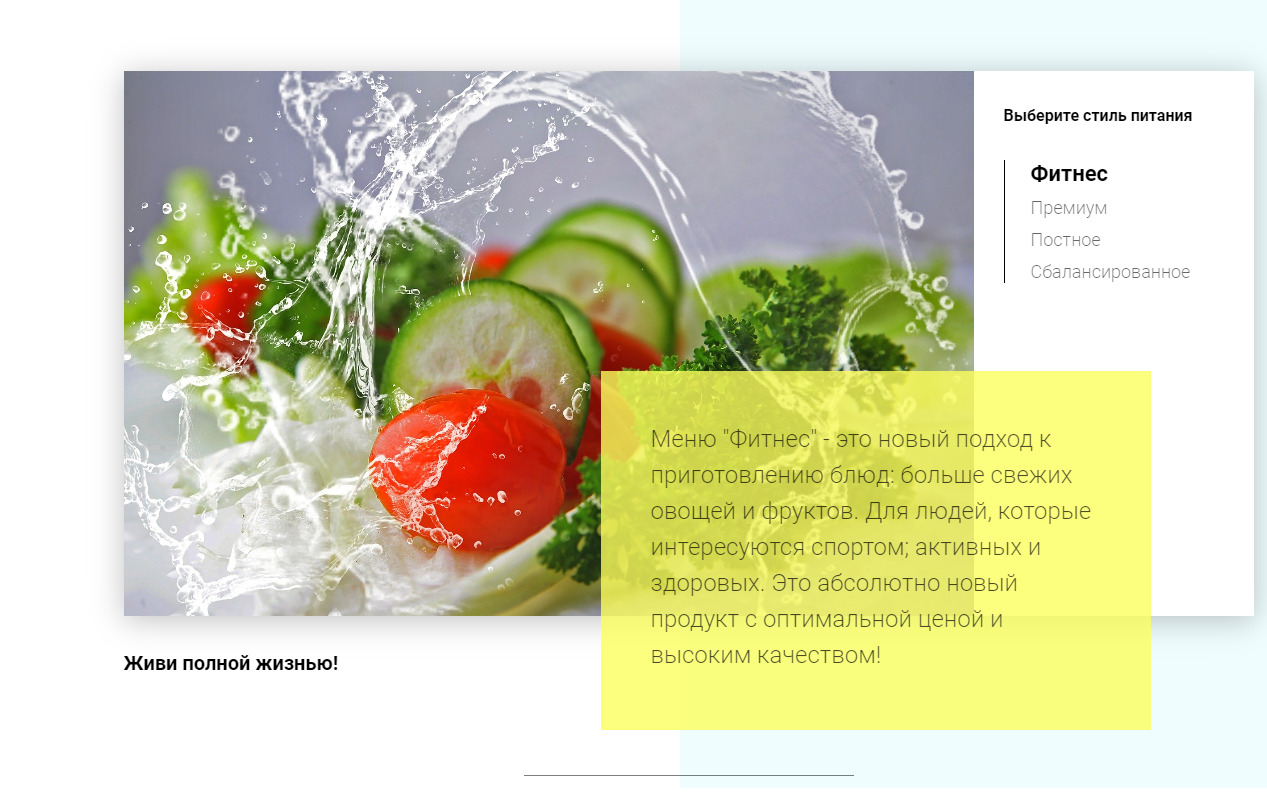 Выберите стиль питания
Фитнес
Премиум
Постное
Сбалансированное
Меню "Фитнес" - это новый подход к
приготовлению блюд: больше свежих
овощей и фруктов. Для людей, которые
интересуются спортом; активных и
здоровых. Это абсолютно новый
продукт с оптимальной ценой и
высоким качеством!
Живи полной жизнью!